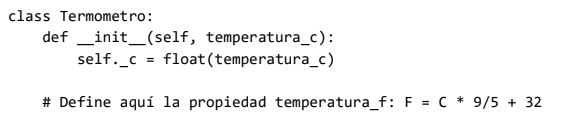 class Termometro:
    def __init__(self, temperatura_c):
        self._c = float(temperatura_c)

    # Define aquí la propiedad temperatura_f: F = C * 9/5 + 32